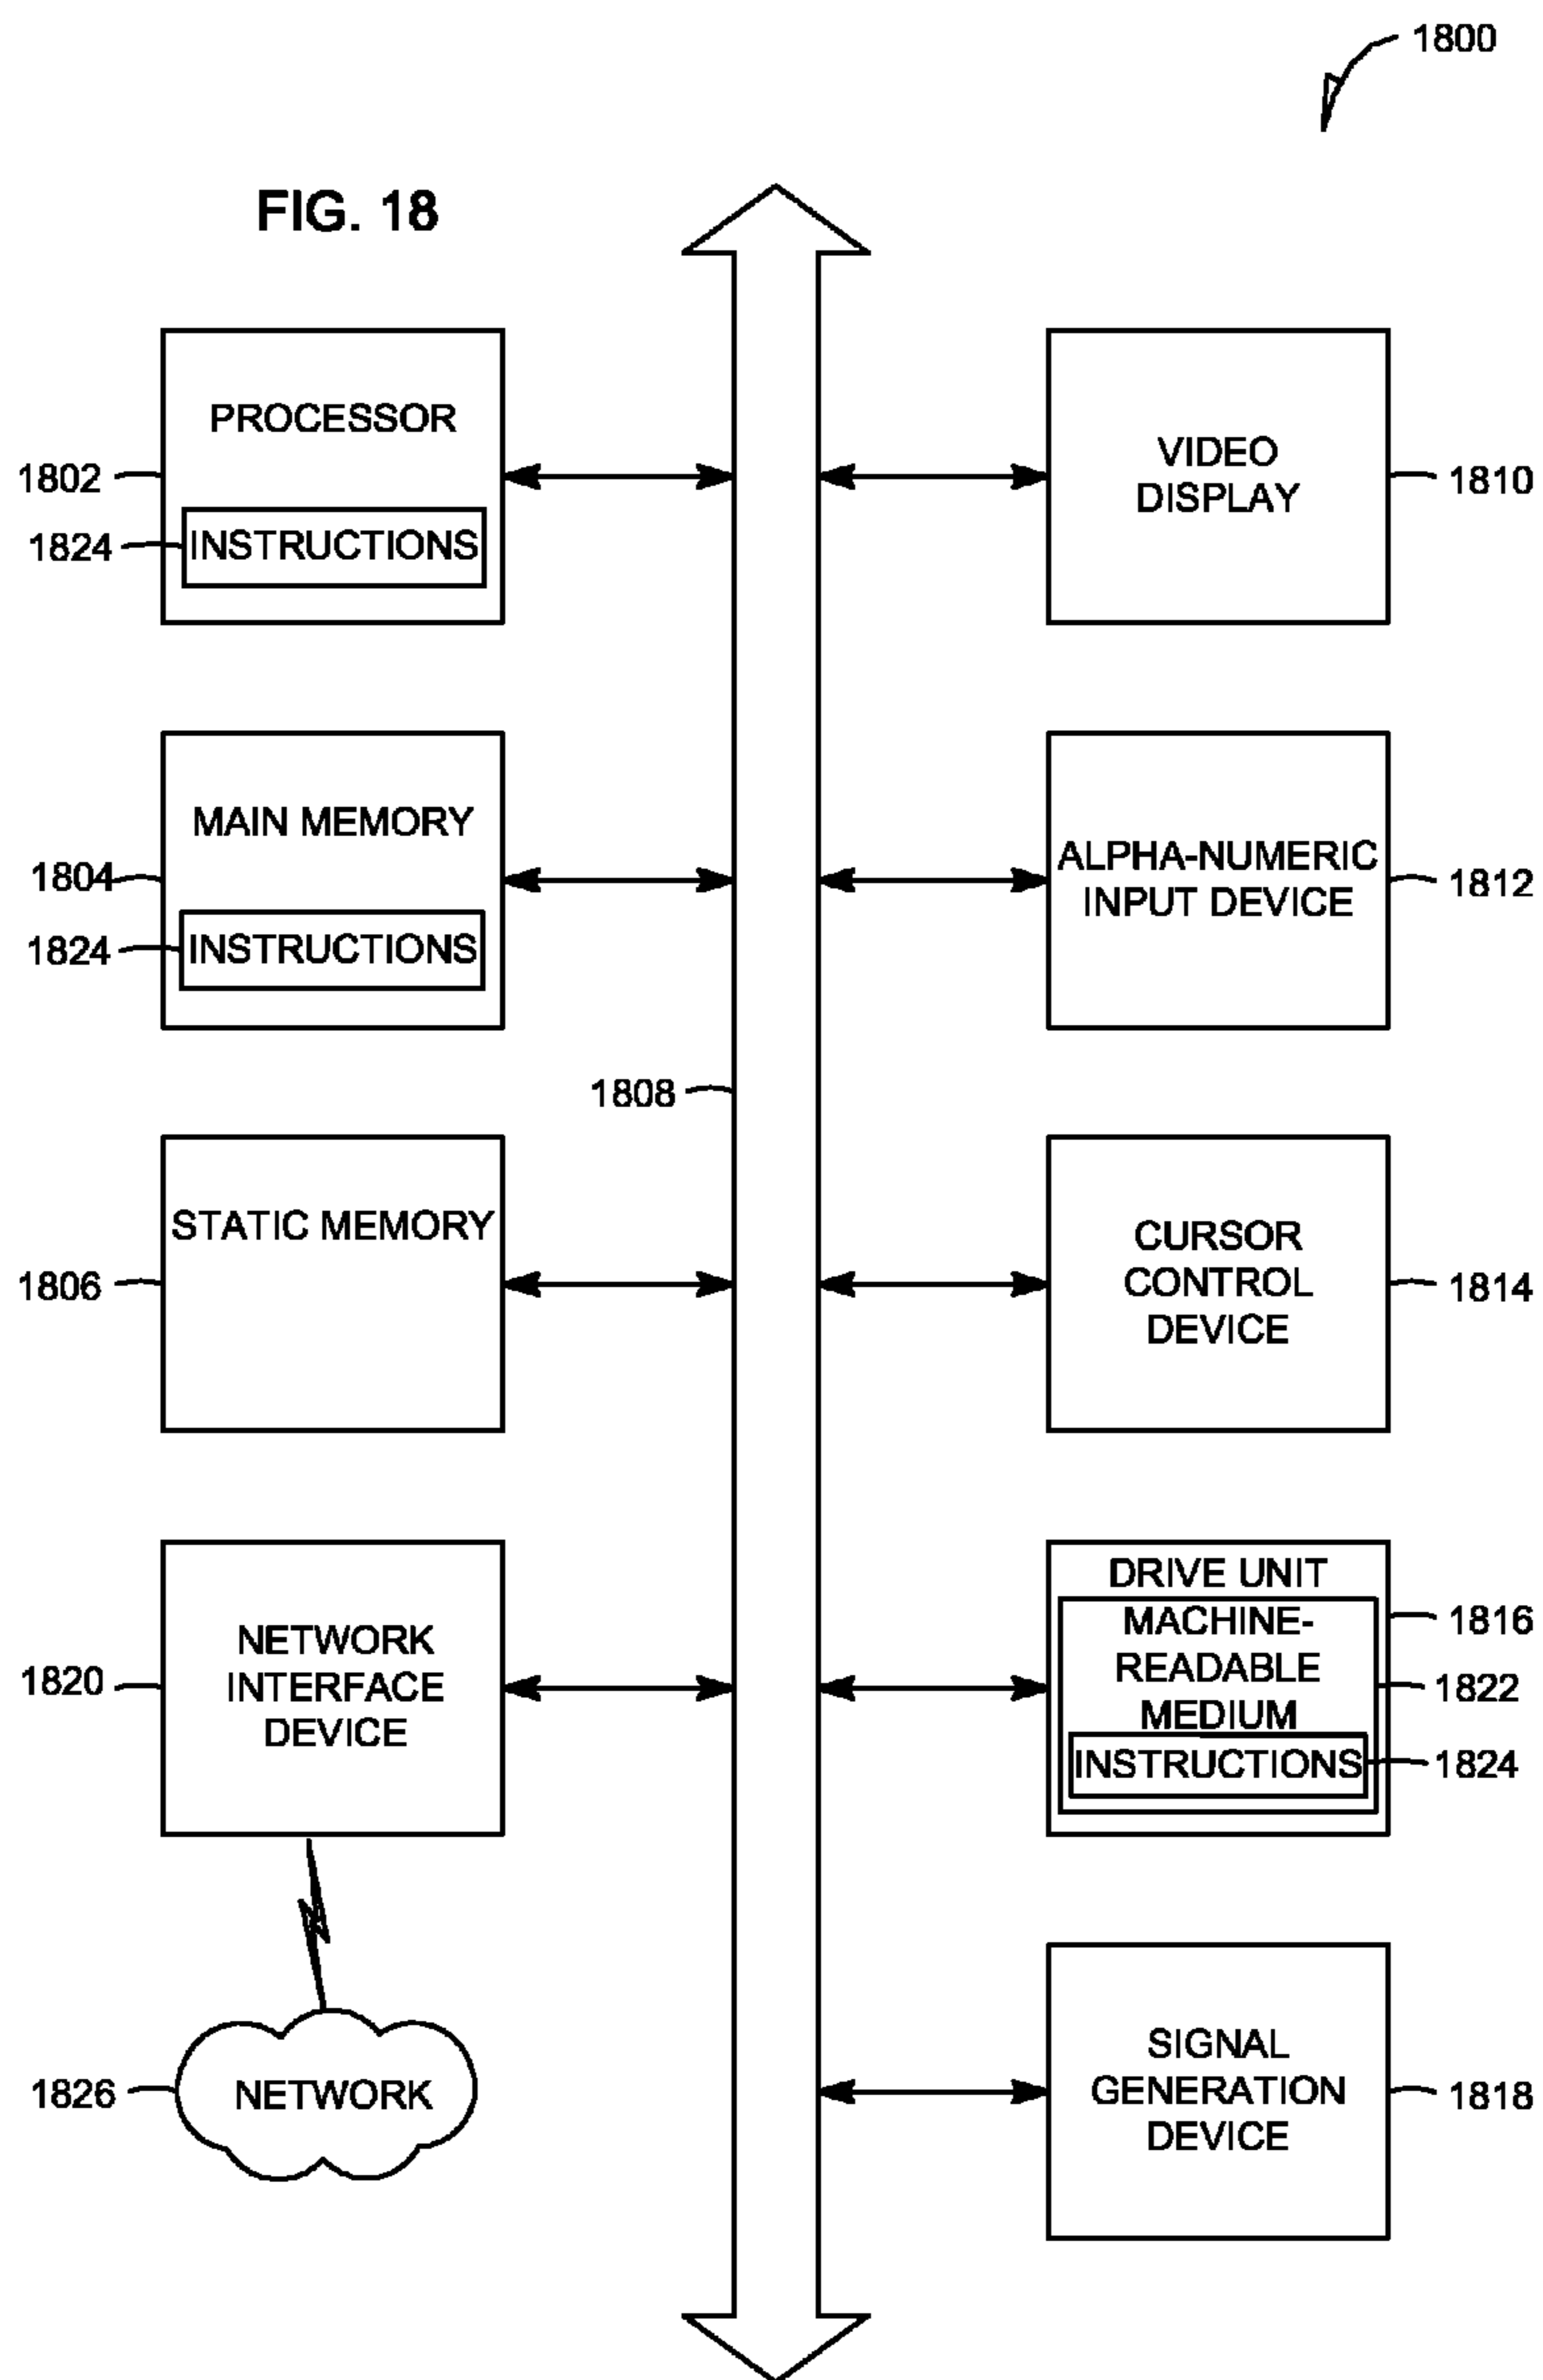 1800
FIG. 18
PROCESSOR
1802
1824
INSTRUCTIONS
VIDEO
DISPLAY
1810
MAIN MEMORY
1804
1824
INSTRUCTIONS
ALPHA-NUMERIC
INPUT DEVICE
1812
1808
STATIC MEMORY
1806
CURSOR
CONTROL
DEVICE
1814
NETWORK
INTERFACE
DEVICE
1820
DRIVE UNIT
MACHINE-
READABLE
MEDIUM
INSTRUCTIONS
1816
1822
1824
1826
NETWORK
SIGNAL
GENERATION
DEVICE
1818